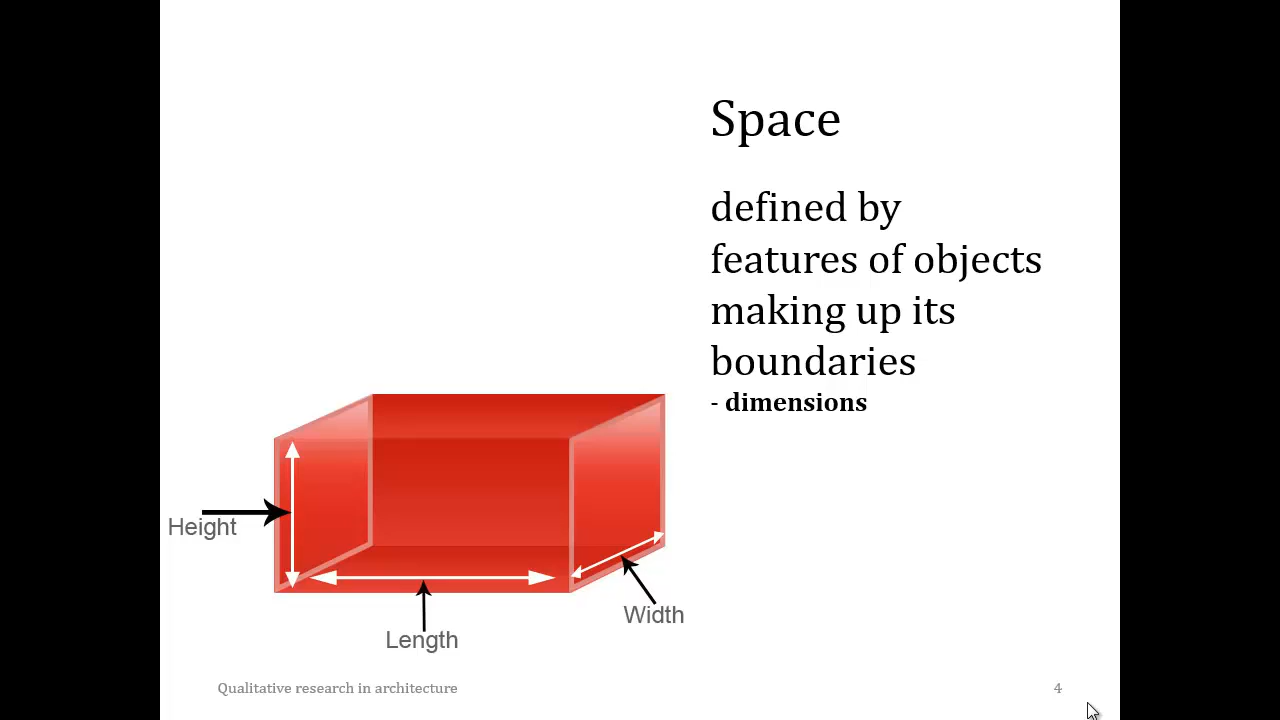 Space
defined by
features of objects
making up its
boundaries
- dimensions
Height
Width
Length
Qualitative research in architecture
4